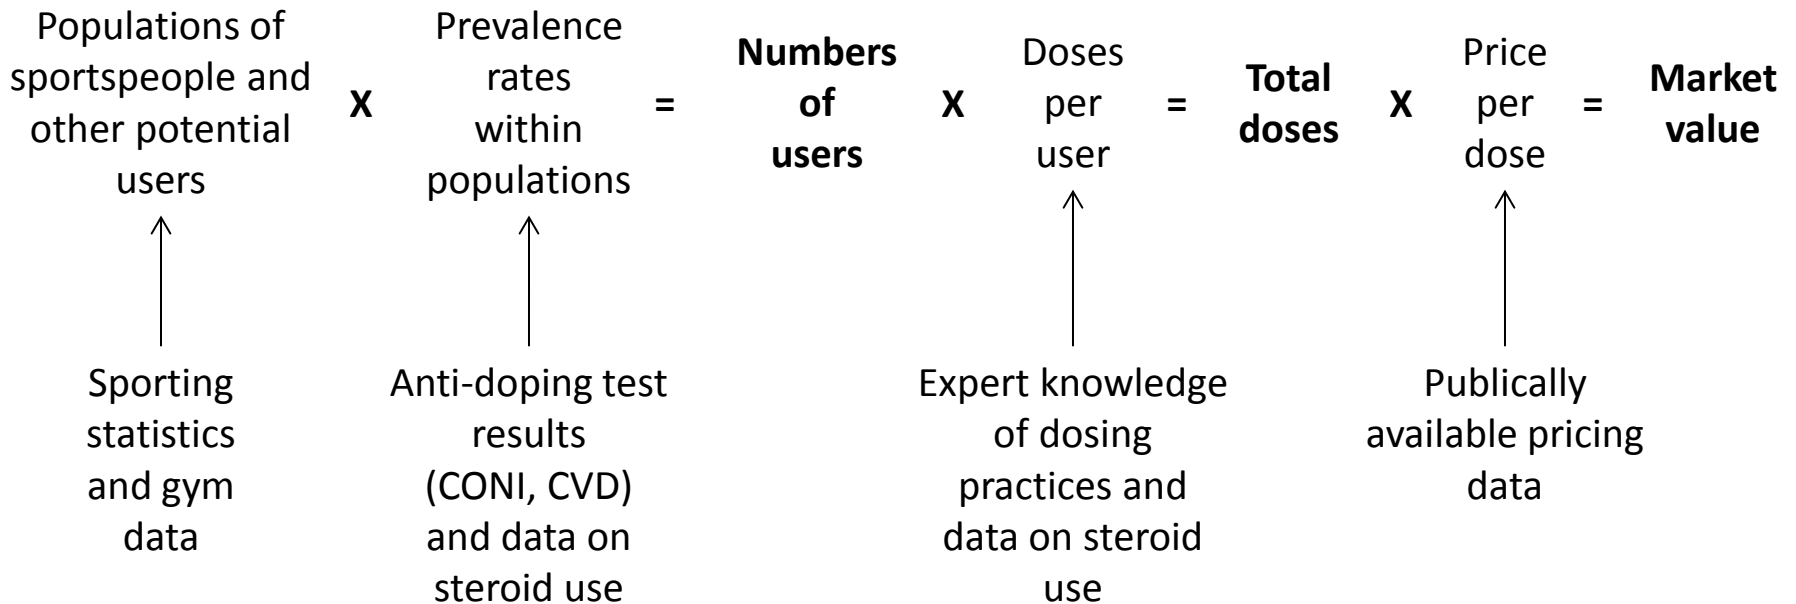 Populations of
sportspeople and
other potential
users
X
Prevalence
rates
within
populations
=
Numbers
of
users
X
Doses
per
user
=
Total
doses
X
Price
per
dose
=
Market
value
Sporting
statistics
and gym
data
Anti-doping test
results
(CONI, CVD)
and data on
steroid use
Expert knowledge
of dosing
practices and
data on steroid
use
Publically
available pricing
data